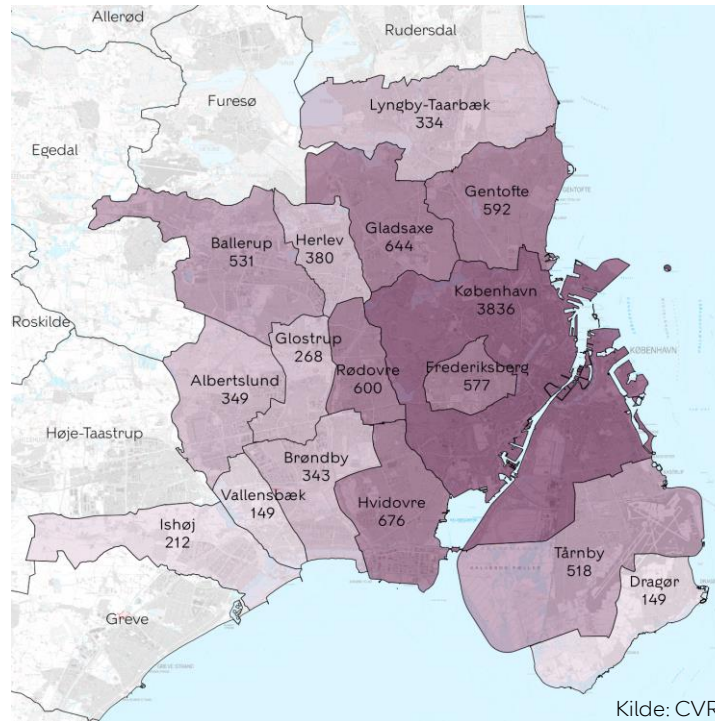 Allerød
Rudersdal
Furesø
Lyngby-Taarbæk
334
Egedal
Gentofte
592
GENTOFTE
Gladsaxe
644
Ballerup
531
Herlev
380
København
3836
Roskilde
Glostrup
268
KØBENHAVN
Frederiksberg
577
Rødovre
600
Albertslund
349
Høje-Taastrup
Brøndby
343
Vallensbæk
149
Hvidovre
676
Ishøj
212
Tårnby
518
Dragør
149
Greve
Kilde: CVR